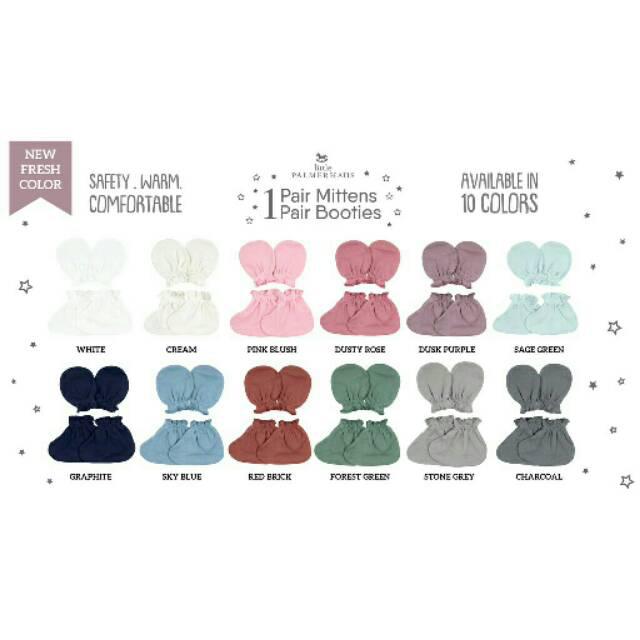 NEW
FRESH
COLOR
SAFETY . WARM.
COMFORTABLE
little
PALMERHAUS
1 Pair Mittens
Pair Booties
AVAILABLE IN
10 COLORS
WHITE
CREAM
PINK BLUSH
DUSTY ROSE
DUSK PURPLE
SAGE GREEN
GRAPHITE
SKY BLUE
RED BRICK
FOREST GREEN
STONE GREY
CHARCOAL